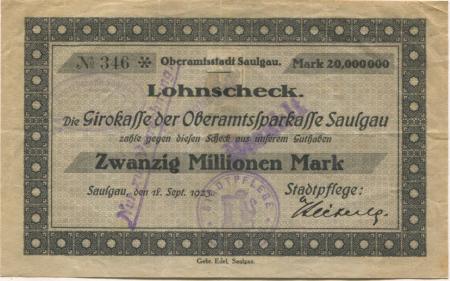 № 346 * Oberamtsstadt Saulgau. Mark 20,000000
Lohnscheck.
Die Girokasse der Oberamtssparkasse Saulgau
zahle gegen diesen Scheck aus unserem Guthaben
Zwanzig Millionen Mark
Saulgau, den 18. Sept. 1923. Stadtpflege:
STADTPFLEGE
Gebr. Edel, Saulgau.